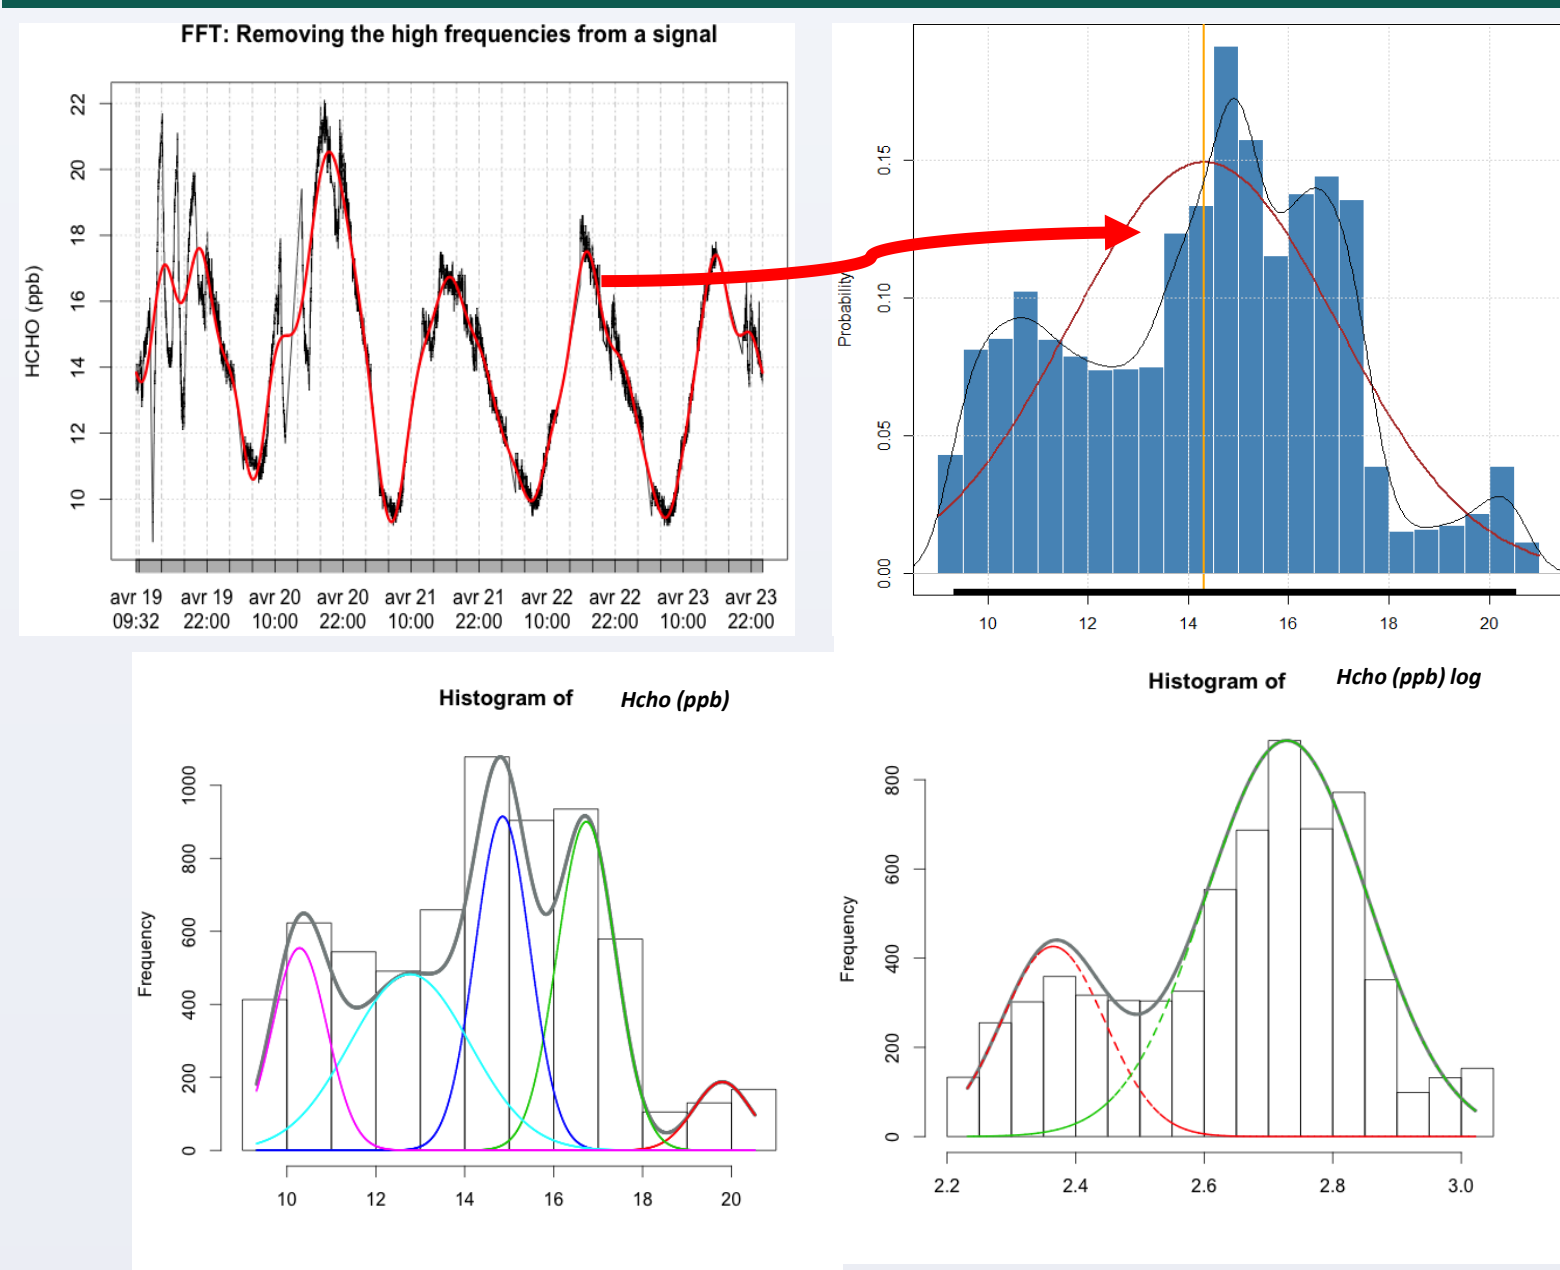 FFT: Removing the high frequencies from a signal
HCHO (ppb)
22
20
18
16
14
12
10
avr 19 avr 19 avr 20 avr 20 avr 21 avr 21 avr 22 avr 22 avr 23 avr 23
09:32 22:00 10:00 22:00 10:00 22:00 10:00 22:00 10:00 22:00
Probability
0.15
0.10
0.05
0.00
10 12 14 16 18 20
Histogram of Hcho (ppb)
Frequency
1000
800
600
400
200
0
10 12 14 16 18 20
Histogram of Hcho (ppb) log
Frequency
800
600
400
200
0
2.2 2.4 2.6 2.8 3.0